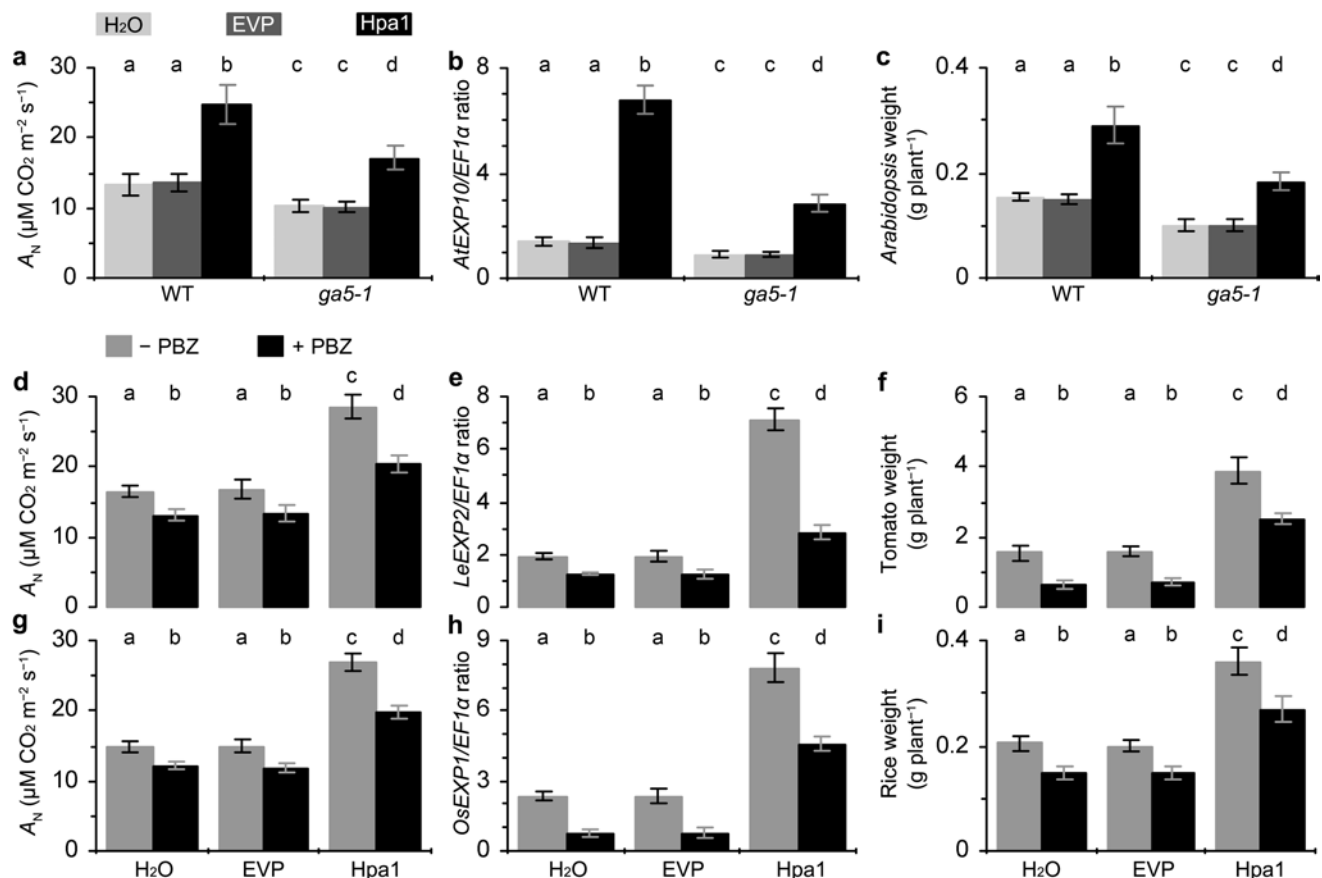 H₂O EVP Hpa1
a
30
20
10
0
A_N (µM CO₂ m⁻² s⁻¹)
a a b c c d
WT ga5-1
b
8
4
0
AtEXP10/EF1α ratio
a a b c c d
WT ga5-1
c
0.4
0.2
0
Arabidopsis weight
(g plant⁻¹)
a a b c c d
WT ga5-1
− PBZ + PBZ
d
30
20
10
0
A_N (µM CO₂ m⁻² s⁻¹)
a b a b c d
e
8
6
4
2
0
LeEXP2/EF1α ratio
a b a b c d
f
6
4
2
0
Tomato weight
(g plant⁻¹)
a b a b c d
g
30
20
10
0
A_N (µM CO₂ m⁻² s⁻¹)
a b a b c d
H₂O EVP Hpa1
h
9
6
3
0
OsEXP1/EF1α ratio
a b a b c d
H₂O EVP Hpa1
i
0.4
0.2
0
Rice weight
(g plant⁻¹)
a b a b c d
H₂O EVP Hpa1